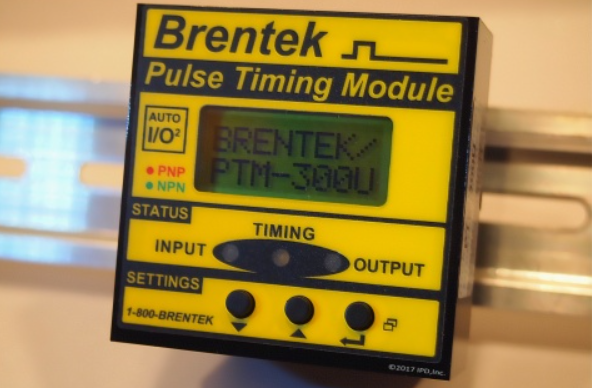 Brentek
Pulse Timing Module
AUTO
I/O²
BRENTEK
PTM-300U
PNP
NPN
STATUS
TIMING
INPUT
OUTPUT
SETTINGS
1-800-BRENTEK
©2017 IPD,Inc.